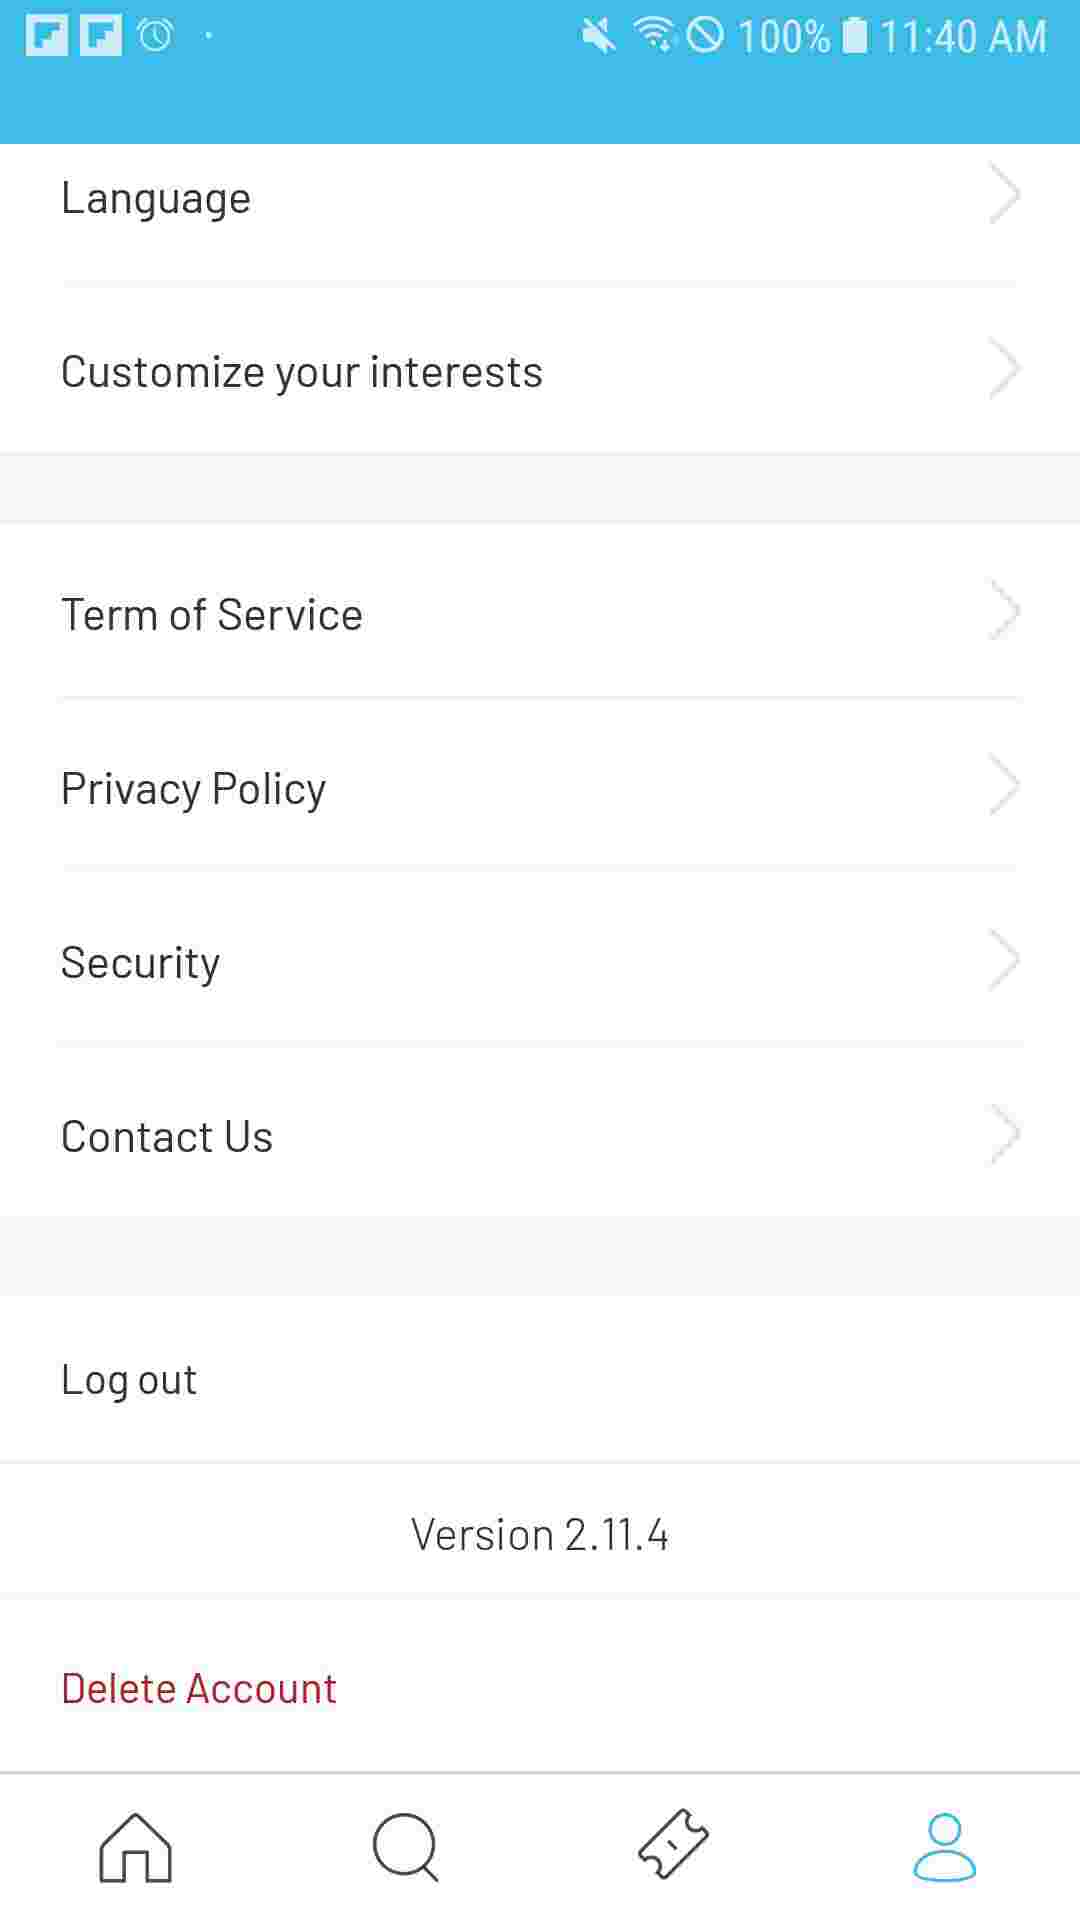 100% 11:40 AM
Language
Customize your interests
Term of Service
Privacy Policy
Security
Contact Us
Log out
Version 2.11.4
Delete Account